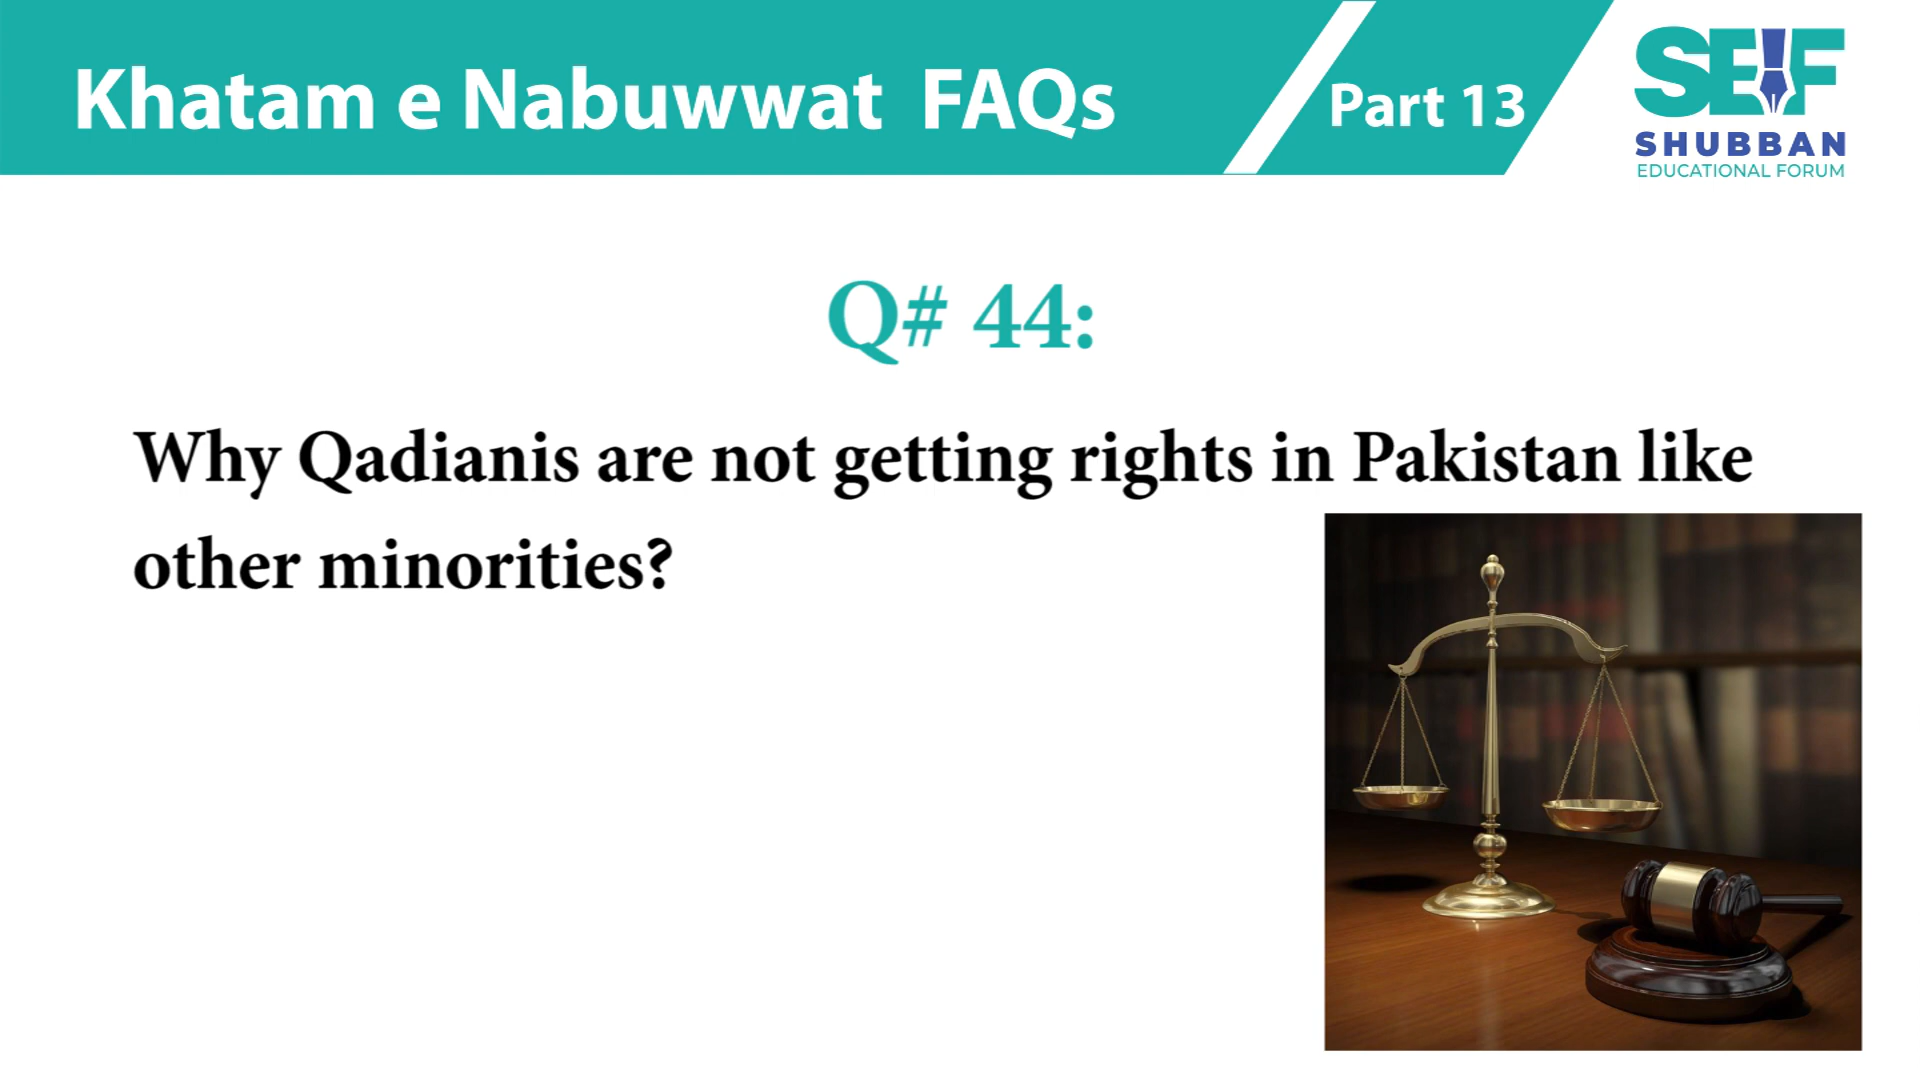 Khatam e Nabuwwat FAQs
Part 13
SEF
SHUBBAN
EDUCATIONAL FORUM
Q# 44:
Why Qadianis are not getting rights in Pakistan like
other minorities?